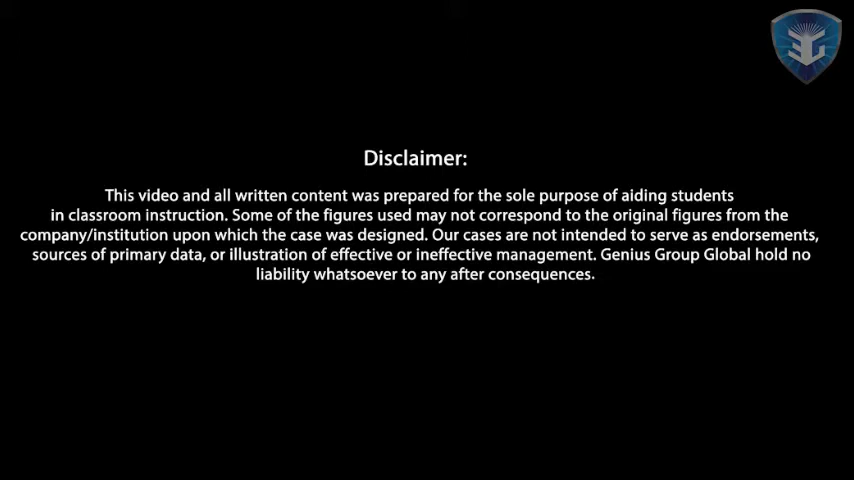 Disclaimer:
This video and all written content was prepared for the sole purpose of aiding students
in classroom instruction. Some of the figures used may not correspond to the original figures from the
company/institution upon which the case was designed. Our cases are not intended to serve as endorsements,
sources of primary data, or illustration of effective or ineffective management. Genius Group Global hold no
liability whatsoever to any after consequences.